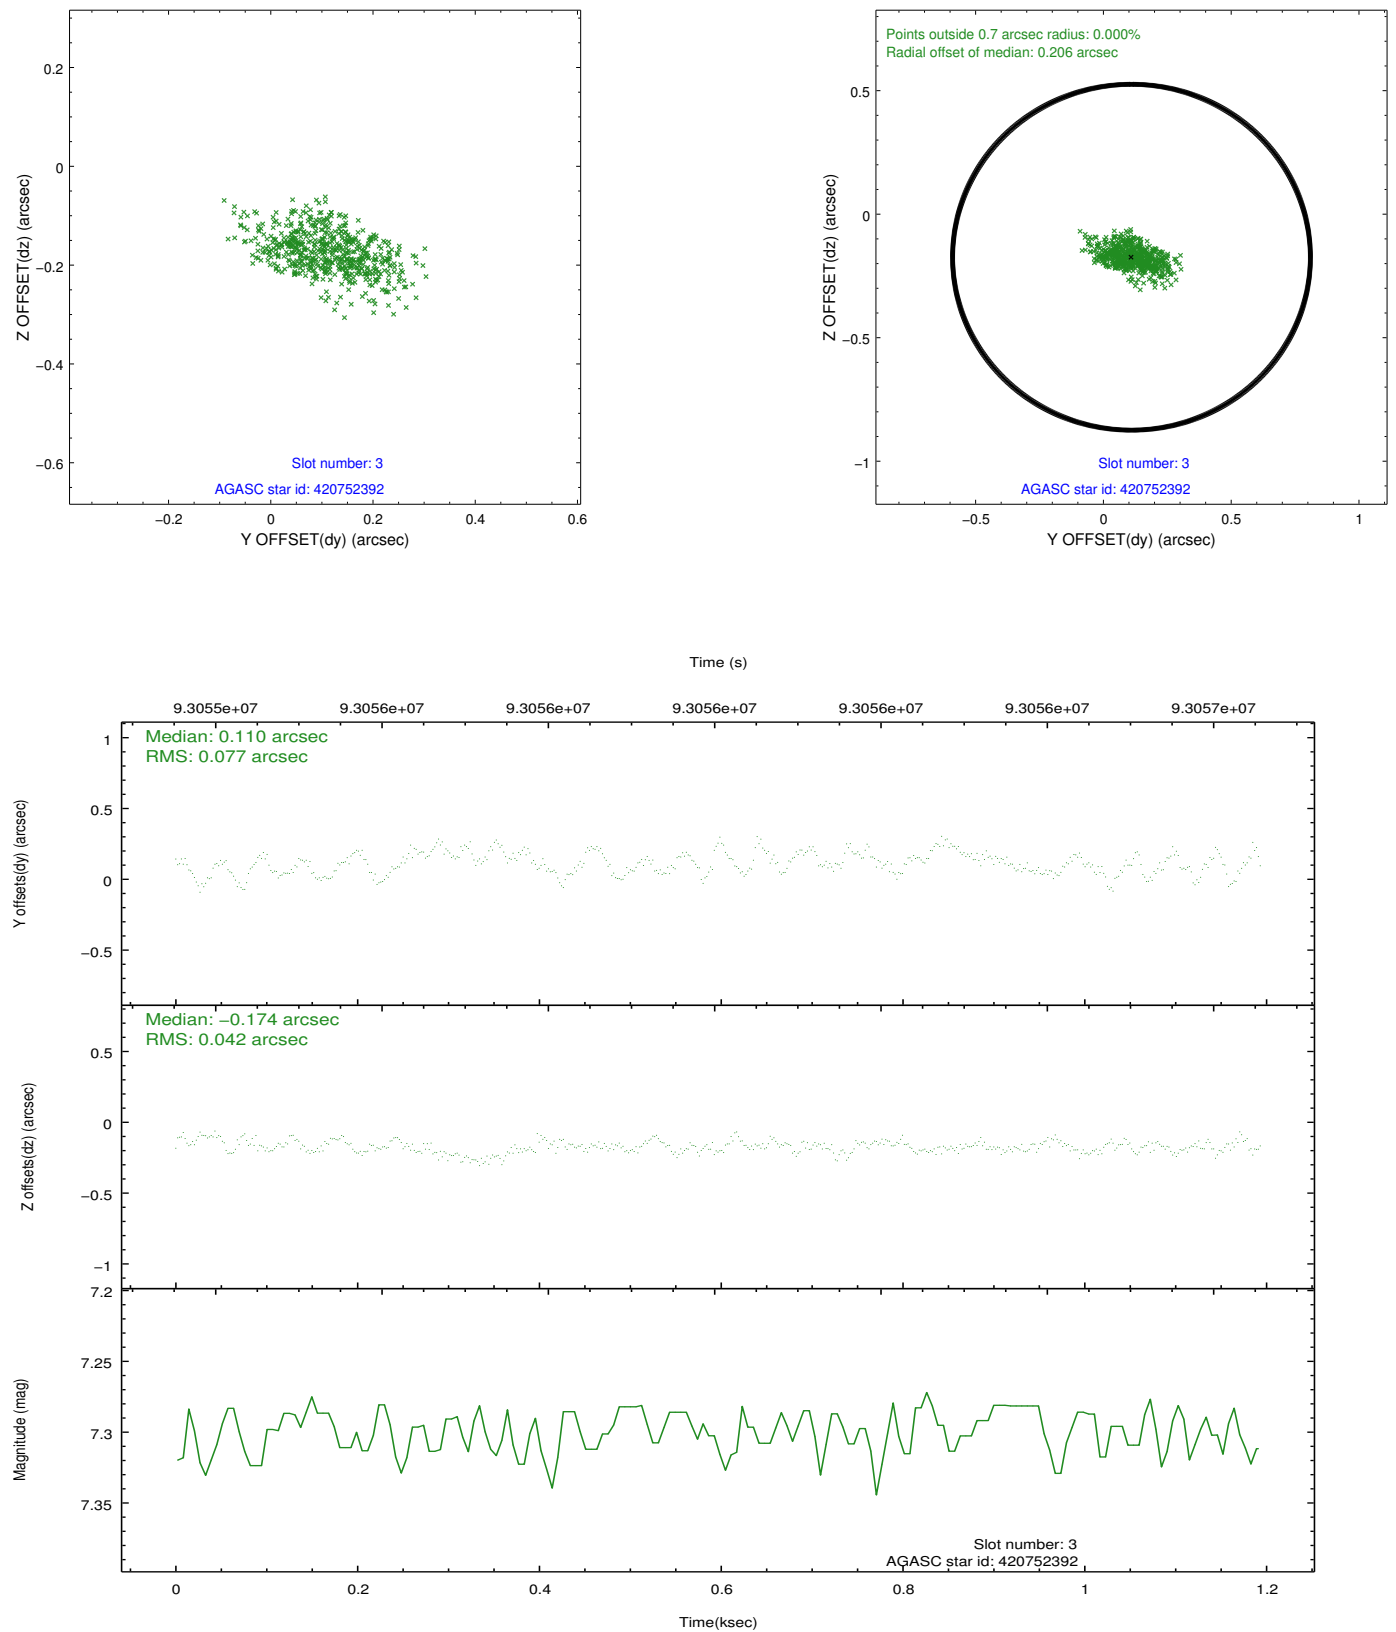 0.2
0
−0.2
−0.4
−0.6
Z OFFSET(dz) (arcsec)
Slot number: 3
AGASC star id: 420752392
−0.2
0
0.2
0.4
0.6
Y OFFSET(dy) (arcsec)
Points outside 0.7 arcsec radius: 0.000%
Radial offset of median: 0.206 arcsec
0.5
0
−0.5
−1
Z OFFSET(dz) (arcsec)
Slot number: 3
AGASC star id: 420752392
−0.5
0
0.5
1
Y OFFSET(dy) (arcsec)
Time (s)
9.3055e+07
9.3056e+07
9.3056e+07
9.3056e+07
9.3056e+07
9.3056e+07
9.3057e+07
Median: 0.110 arcsec
RMS: 0.077 arcsec
1
0.5
0
−0.5
Y offsets(dy) (arcsec)
Median: −0.174 arcsec
RMS: 0.042 arcsec
0.5
0
−0.5
−1
Z offsets(dz) (arcsec)
7.2
7.25
7.3
7.35
Magnitude (mag)
Slot number: 3
AGASC star id: 420752392
0
0.2
0.4
0.6
0.8
1
1.2
Time(ksec)